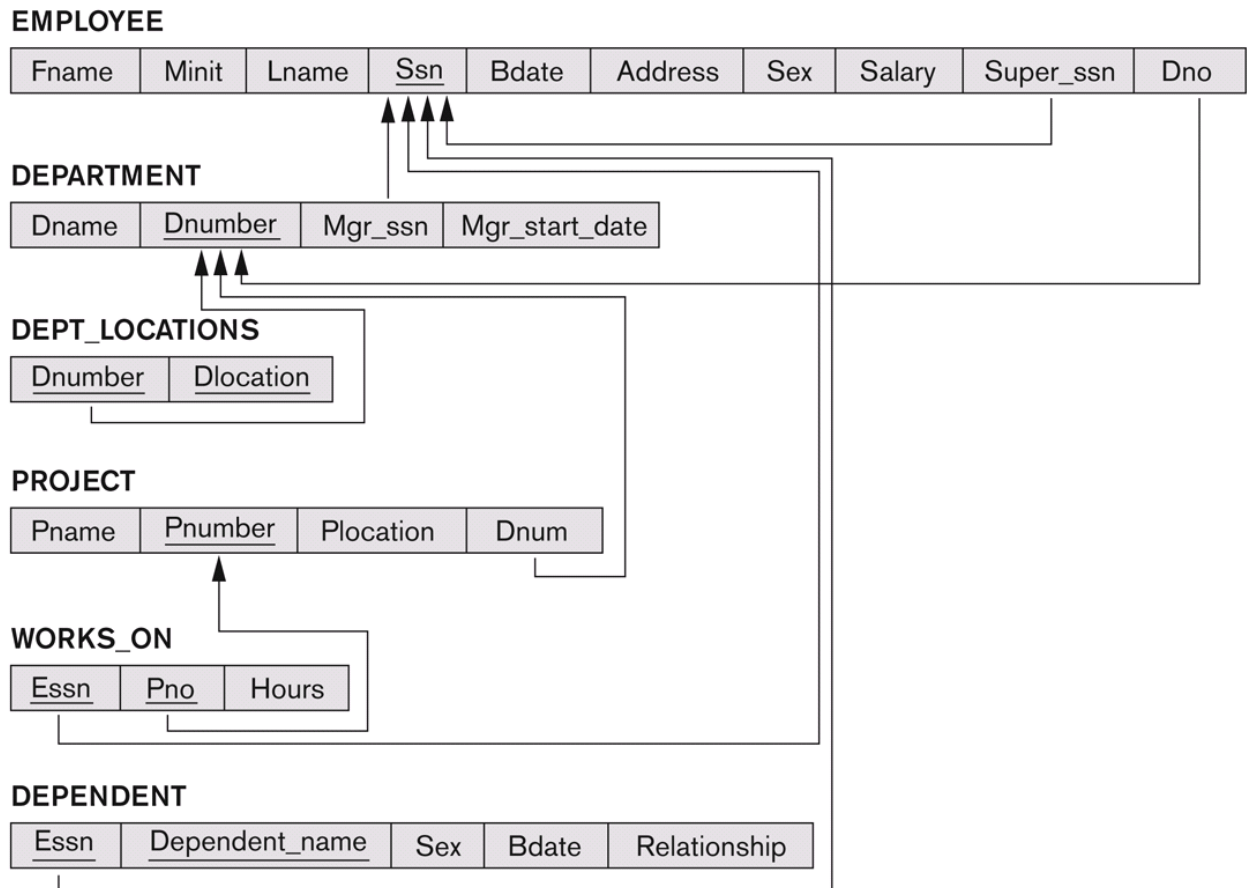 EMPLOYEE
Fname Minit Lname Ssn Bdate Address Sex Salary Super_ssn Dno
DEPARTMENT
Dname Dnumber Mgr_ssn Mgr_start_date
DEPT_LOCATIONS
Dnumber Dlocation
PROJECT
Pname Pnumber Plocation Dnum
WORKS_ON
Essn Pno Hours
DEPENDENT
Essn Dependent_name Sex Bdate Relationship